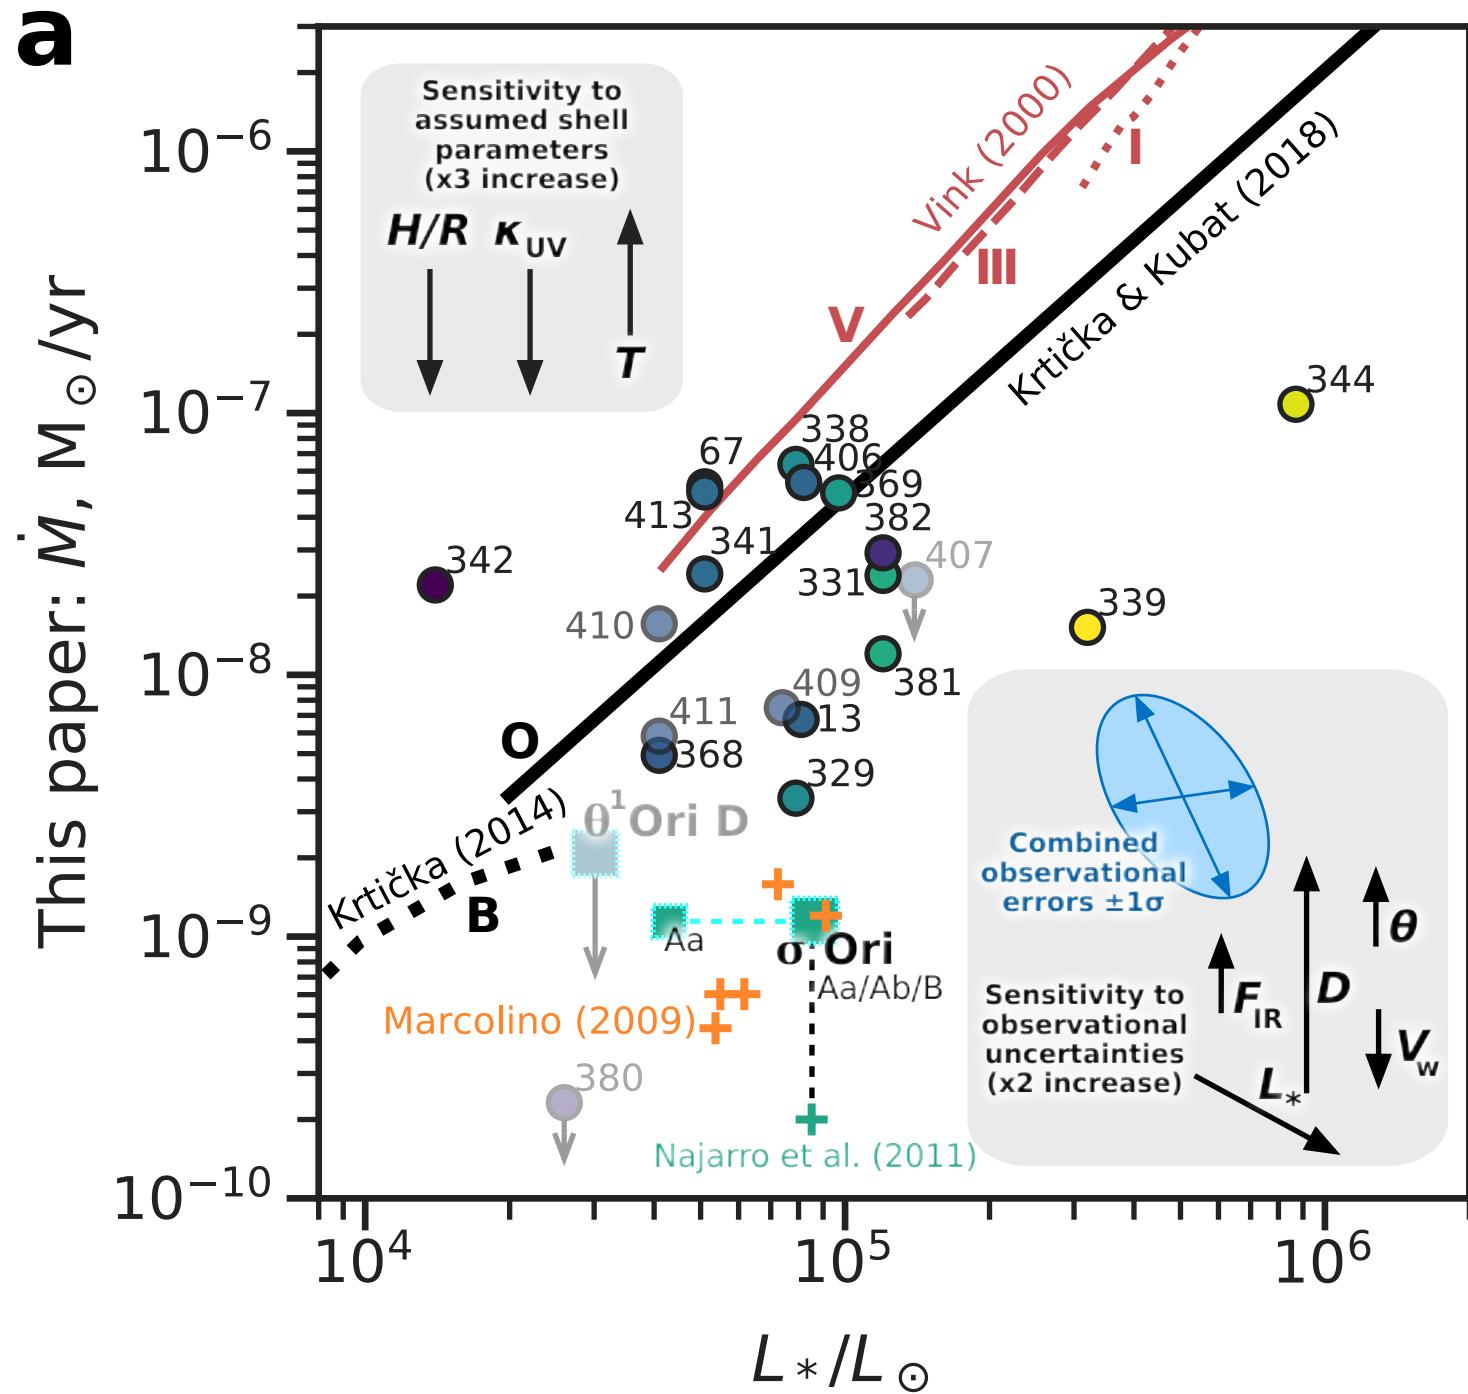 a
Sensitivity to
assumed shell
parameters
(x3 increase)
H/R κUV
T
Vink (2000)
I
III
V
Krtička & Kubat (2018)
10⁻⁶
10⁻⁷
10⁻⁸
10⁻⁹
10⁻¹⁰
This paper: Ṁ, M☉/yr
344
338
67
406
369
413
382
341
407
342
331
339
410
381
409
411
13
368
O
329
θ¹Ori D
Krtička (2014)
B
Aa
σ Ori
Aa/Ab/B
Marcolino (2009)
380
Najarro et al. (2011)
Combined
observational
errors ±1σ
θ
D
FIR
Vw
L*
Sensitivity to
observational
uncertainties
(x2 increase)
10⁴ 10⁵ 10⁶
L*/L☉